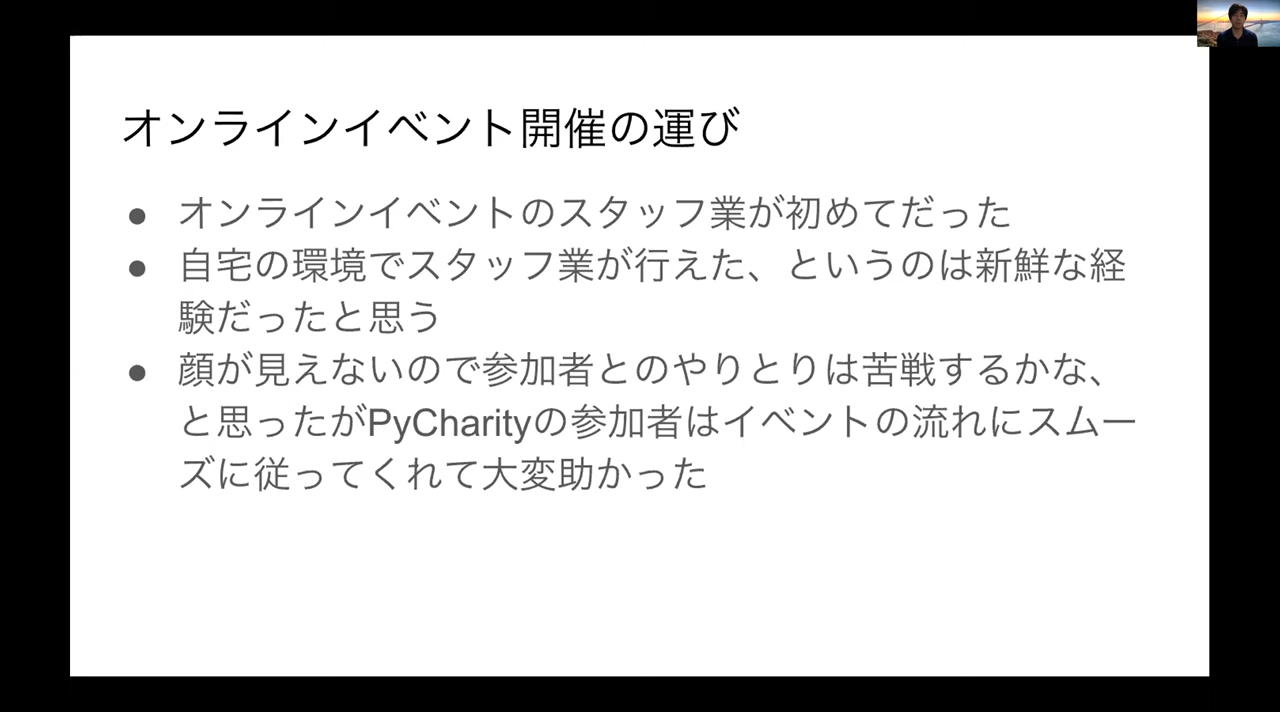 オンラインイベント開催の運び
● オンラインイベントのスタッフ業が初めてだった
● 自宅の環境でスタッフ業が行えた、というのは新鮮な経
験だったと思う
● 顔が見えないので参加者とのやりとりは苦戦するかな、
と思ったがPyCharityの参加者はイベントの流れにスムー
ズに従ってくれて大変助かった